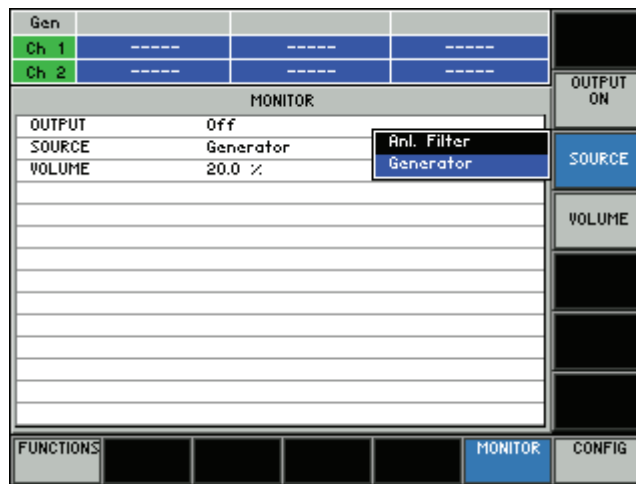 Gen
Ch 1 ----- ----- -----
Ch 2 ----- ----- -----
MONITOR
OUTPUT Off
SOURCE Generator
VOLUME 20.0 %
Anl. Filter
Generator
OUTPUT
ON
SOURCE
VOLUME
FUNCTIONS
MONITOR
CONFIG